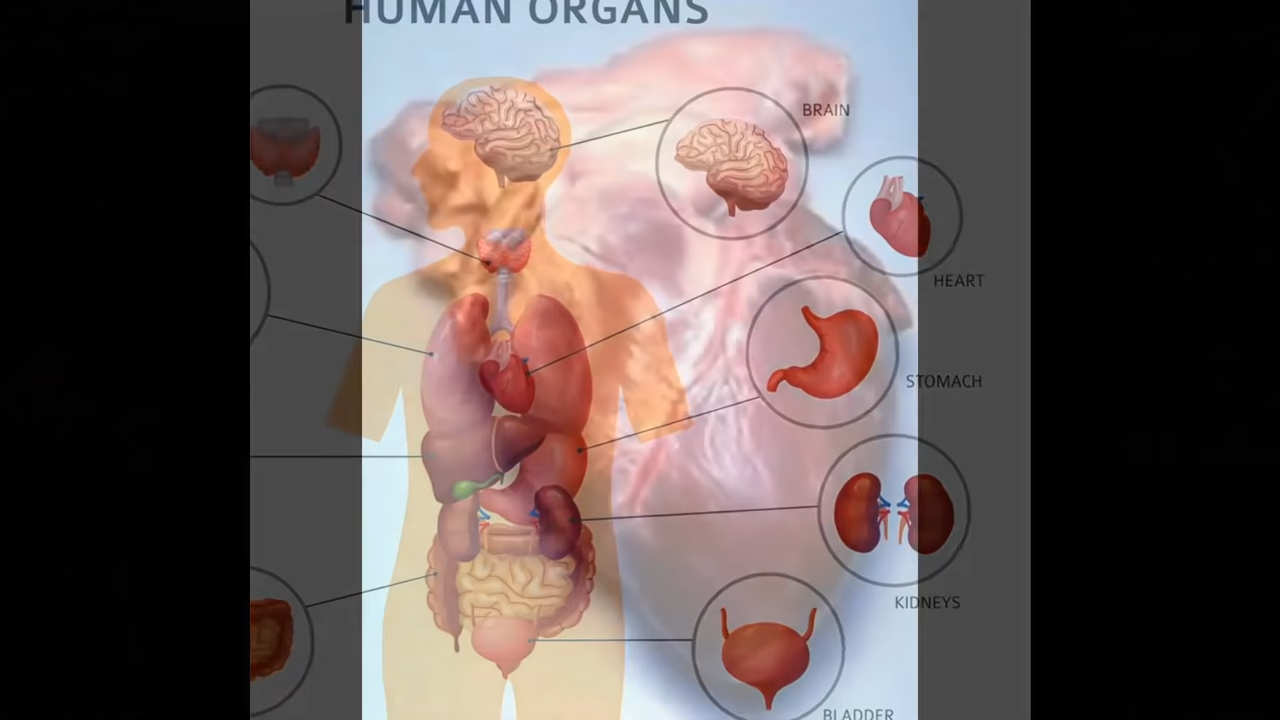 HUMAN ORGANS
BRAIN
HEART
STOMACH
KIDNEYS
BLADDER